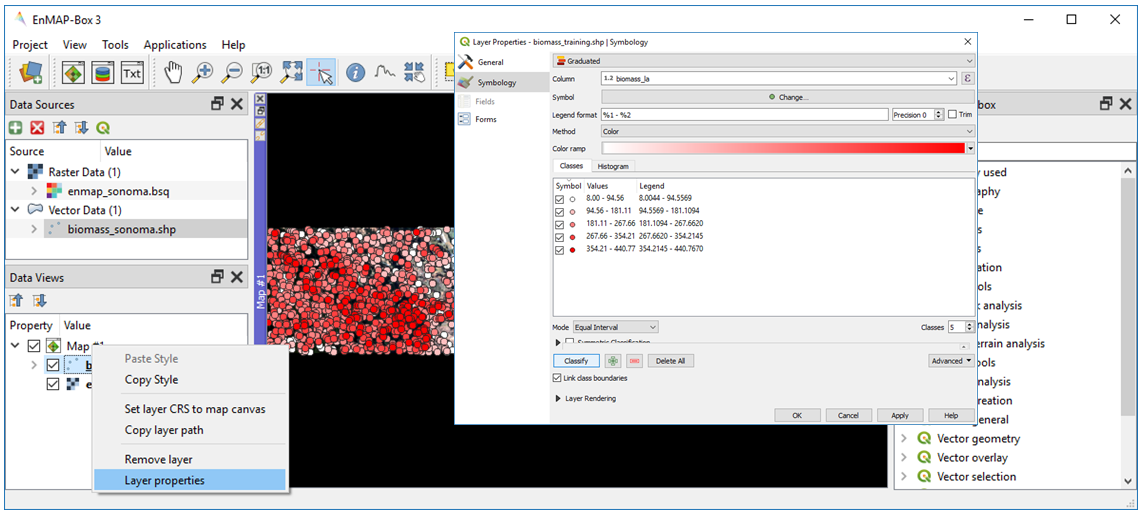 EnMAP-Box 3
Project View Tools Applications Help
1:1
Txt
Data Sources
Source Value
Raster Data (1)
enmap_sonoma.bsq
Vector Data (1)
biomass_sonoma.shp
Data Views
Property Value
Map #1
b
e
Paste Style
Copy Style
Set layer CRS to map canvas
Copy layer path
Remove layer
Layer properties
Map #1
Layer Properties - biomass_training.shp | Symbology
General
Symbology
Fields
Forms
Graduated
Column 1.2 biomass_la ε
Symbol Change...
Legend format %1 - %2 Precision 0 Trim
Method Color
Color ramp
Classes Histogram
Symbol Values Legend
8.00 - 94.56 8.0044 - 94.5569
94.56 - 181.11 94.5569 - 181.1094
181.11 - 267.66 181.1094 - 267.6620
267.66 - 354.21 267.6620 - 354.2145
354.21 - 440.77 354.2145 - 440.7670
Mode Equal Interval Classes 5
Symmetric Classification
Classify Delete All Advanced
Link class boundaries
Layer Rendering
OK Cancel Apply Help
box
y used
aphy
e
s
s
ation
ols
t analysis
nalysis
errain analysis
ools
nalysis
reation
general
Vector geometry
Vector overlay
Vector selection